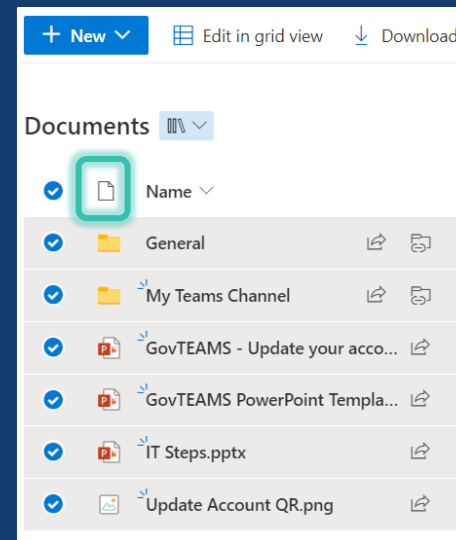 New
Edit in grid view
Download
Documents
Name
General
My Teams Channel
GovTEAMS - Update your acco...
GovTEAMS PowerPoint Templa...
IT Steps.pptx
Update Account QR.png